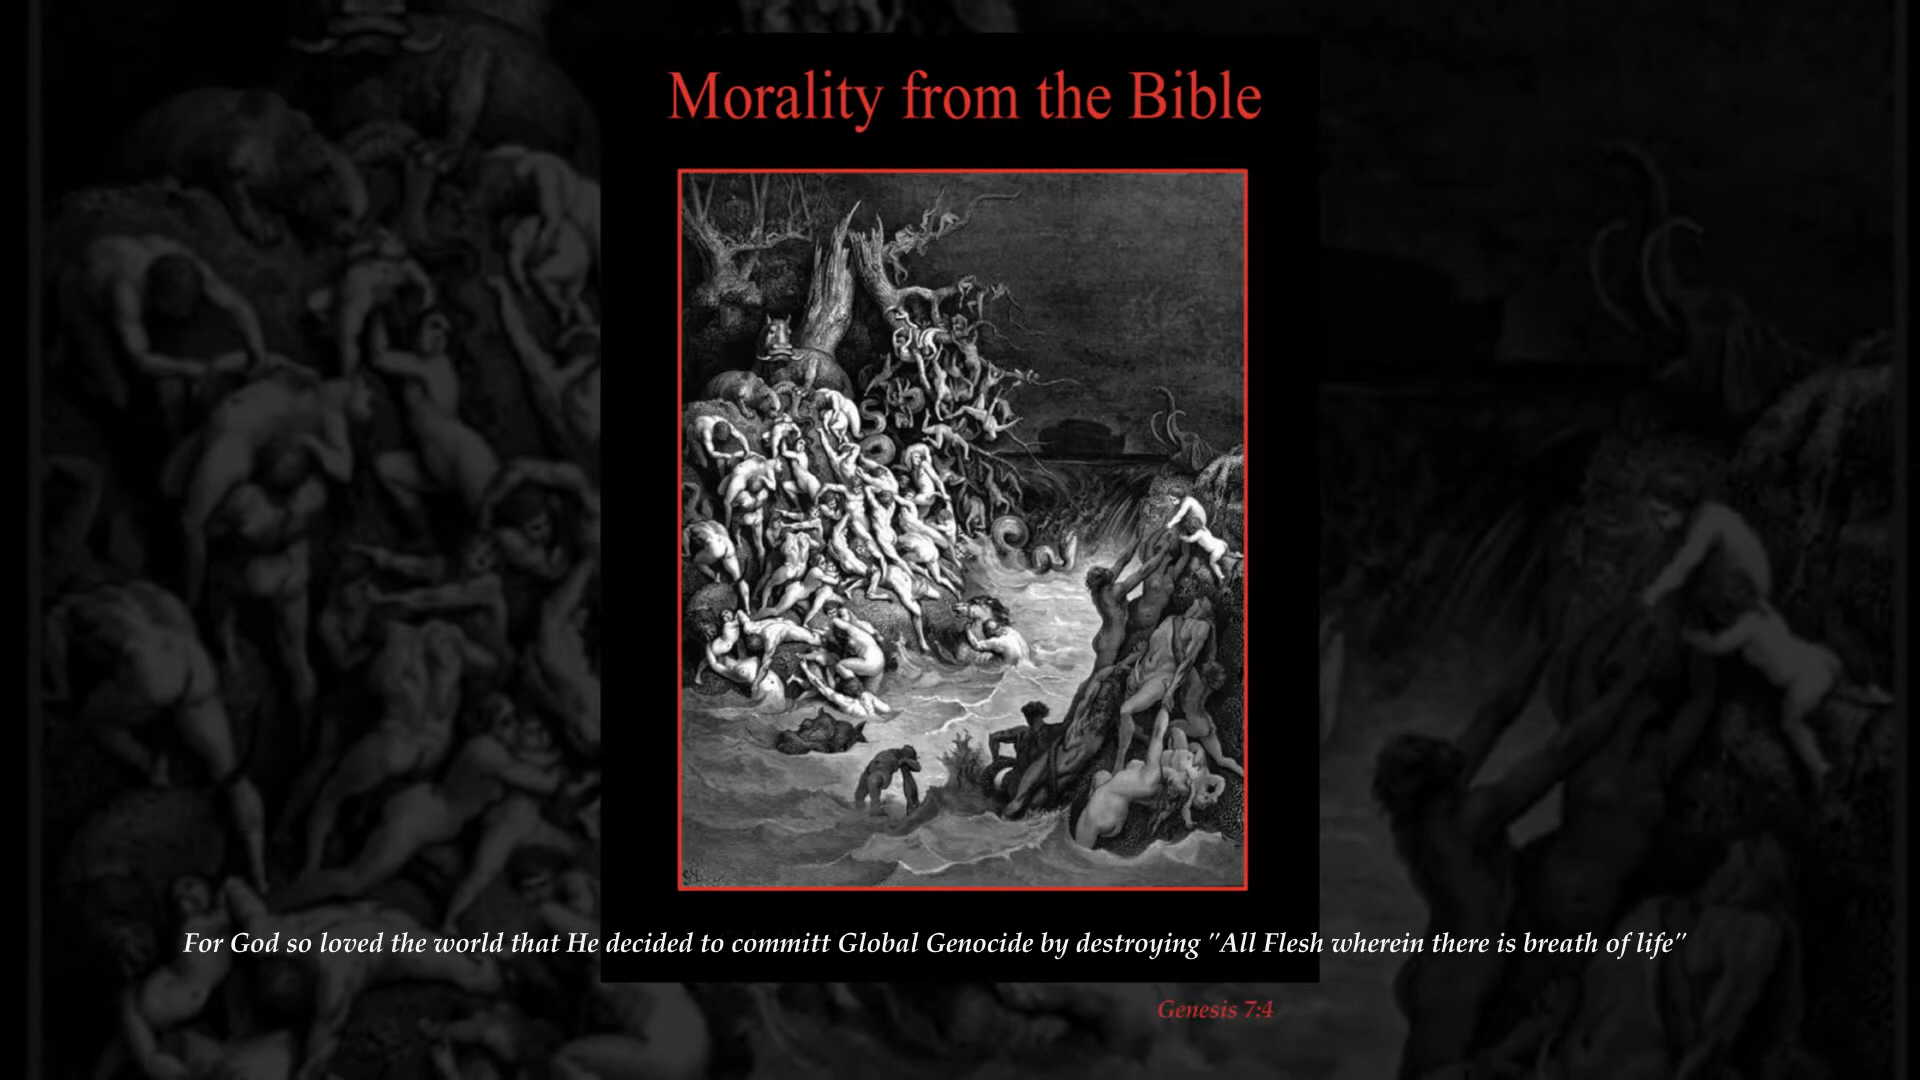 Morality from the Bible
For God so loved the world that He decided to committ Global Genocide by destroying "All Flesh wherein there is breath of life"
Genesis 7:4